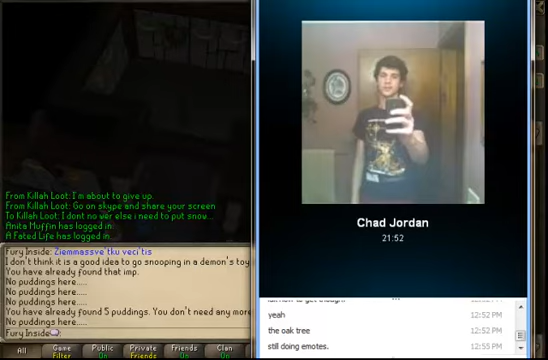 From Killah Loot: I'm about to give up.
From Killah Loot: Go on skype and share your screen
To Killah Loot: I dont no wer else i need to put snow...
Anita Muffin has logged in.
A Fated Life has logged in.
Fury Inside: Ziemmassve'tku veci'tis
I don't think it is a good idea to go snooping in a demon's toy
You have already found that imp.
No puddings here.....
No puddings here.....
No puddings here.....
You have already found 5 puddings. You don't need any more
No puddings here.....
Fury Inside
All
Game
Filter
Public
On
Private
Friends
Friends
On
Clan
On
Chad Jordan
21:52
yeah 12:52 PM
the oak tree 12:52 PM
still doing emotes. 12:55 PM